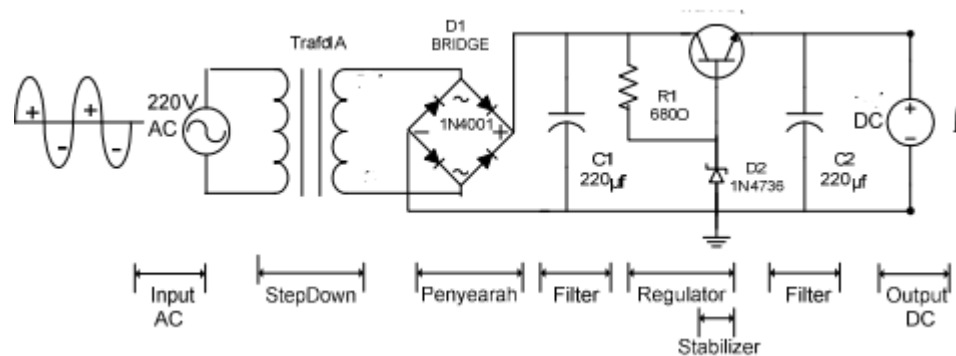 D1
BRIDGE
220V
AC
+
-
+
-
~
1N4001
-
+
~
C1
220µf
R1
680O
D2
1N4736
C2
220µf
DC
+
-
Input
AC
StepDown
Penyearah
Filter
Regulator
Stabilizer
Filter
Output
DC